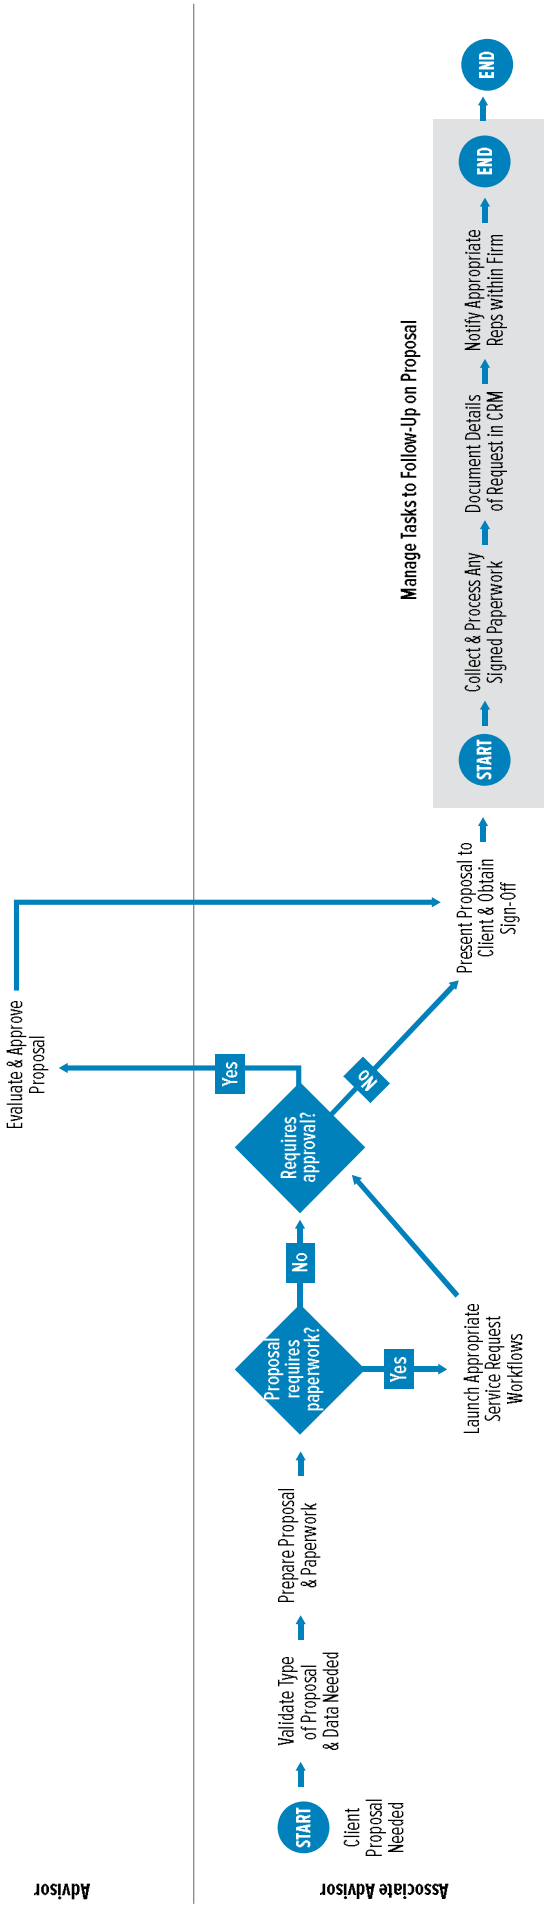 Advisor
Evaluate & Approve
Proposal
Associate Advisor
START
Client
Proposal
Needed
Validate Type
of Proposal
& Data Needed
Prepare Proposal
& Paperwork
Proposal
requires
paperwork?
No
Yes
Launch Appropriate
Service Request
Workflows
Requires
approval?
Yes
No
Present Proposal to
Client & Obtain
Sign-Off
Manage Tasks to Follow-Up on Proposal
START
Collect & Process Any
Signed Paperwork
Document Details
of Request in CRM
Notify Appropriate
Reps within Firm
END
END